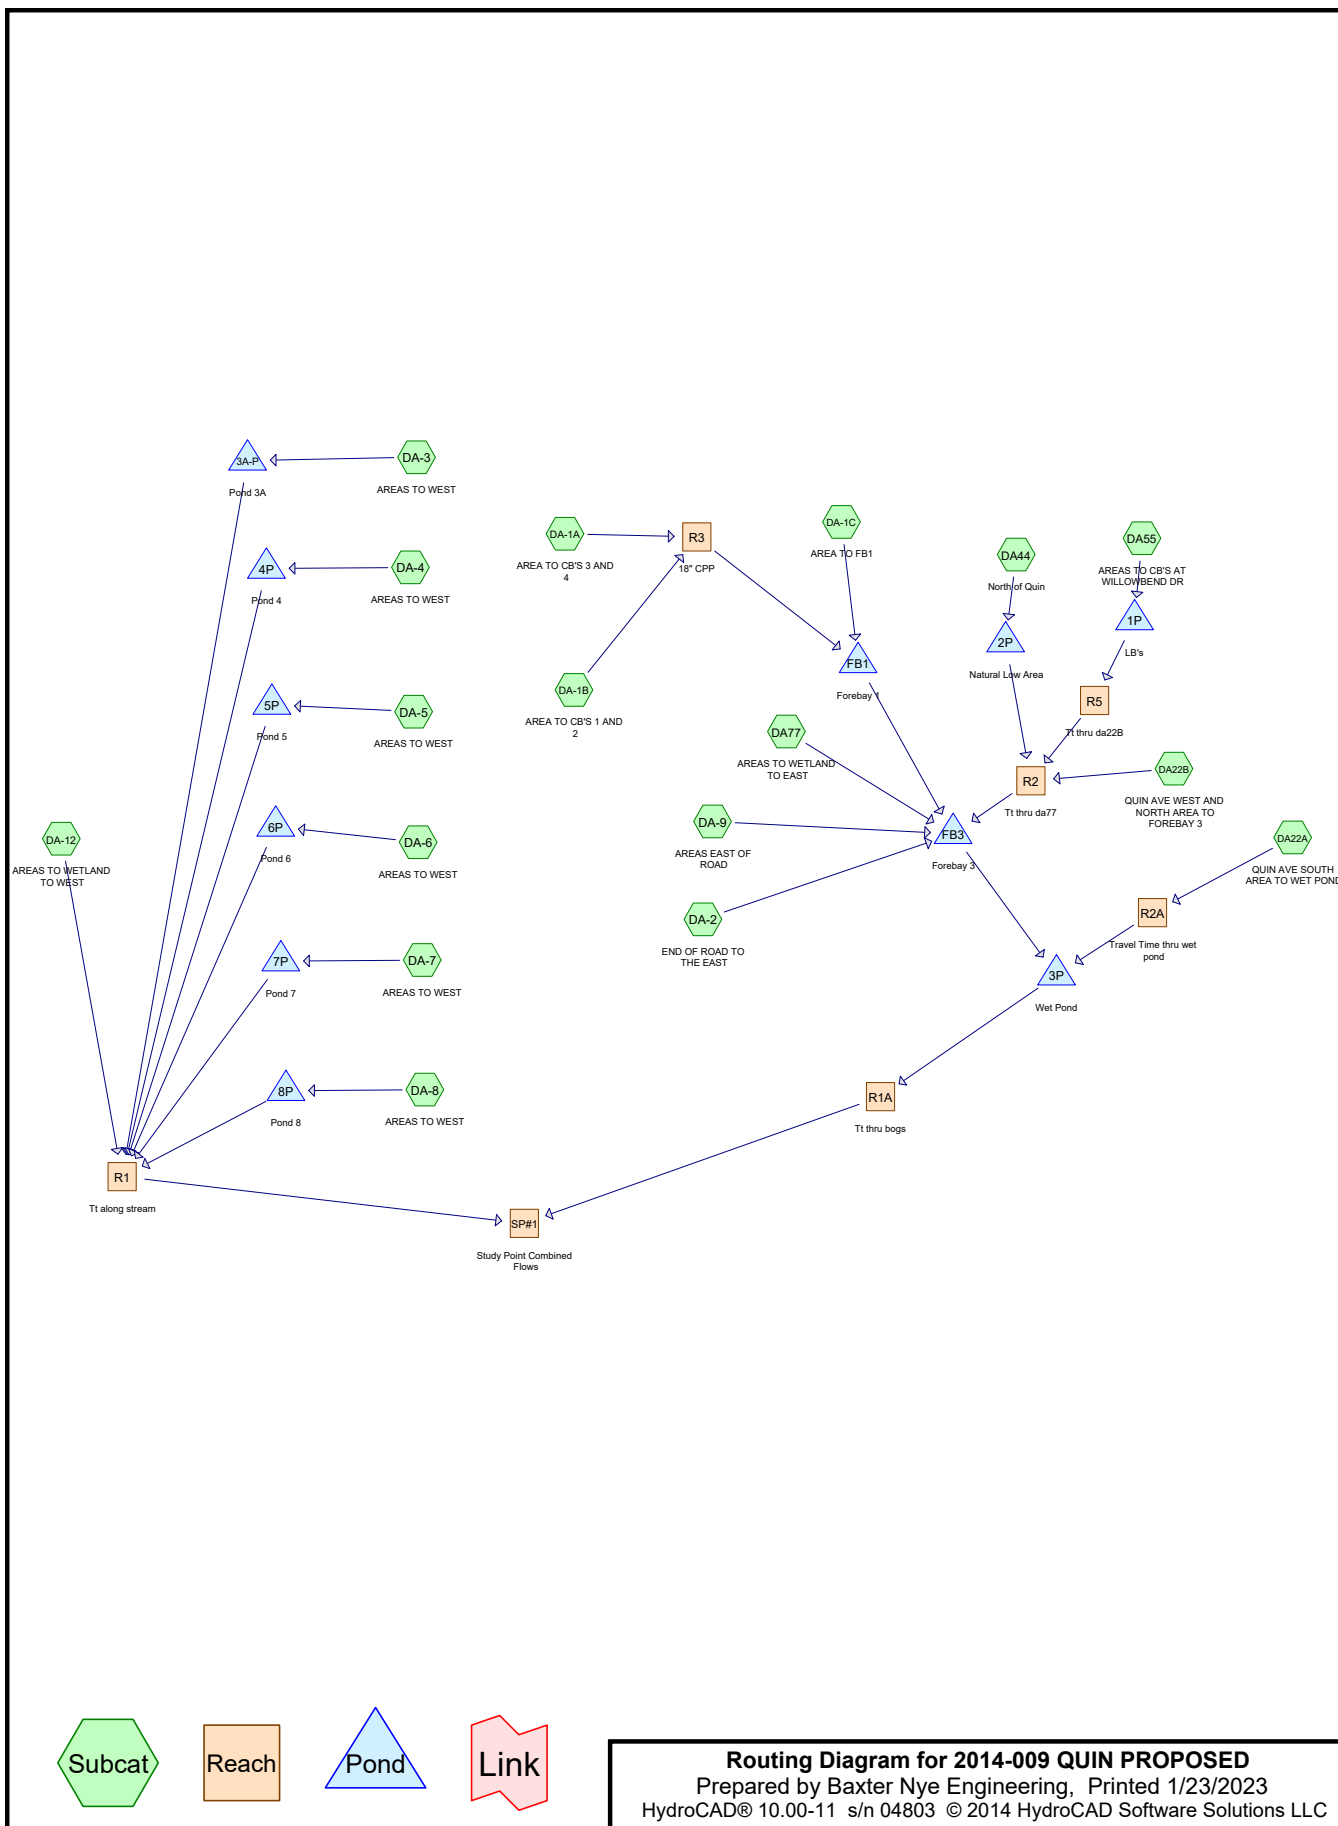 3A-P
Pond 3A
DA-3
AREAS TO WEST
4P
Pond 4
DA-4
AREAS TO WEST
5P
Pond 5
DA-5
AREAS TO WEST
6P
Pond 6
DA-6
AREAS TO WEST
DA-12
AREAS TO WETLAND
TO WEST
7P
Pond 7
DA-7
AREAS TO WEST
8P
Pond 8
DA-8
AREAS TO WEST
R1
Tt along stream
DA-1A
AREA TO CB'S 3 AND
4
R3
18" CPP
DA-1B
AREA TO CB'S 1 AND
2
DA-1C
AREA TO FB1
FB1
Forebay 1
DA44
North of Quin
2P
Natural Low Area
DA55
AREAS TO CB'S AT
WILLOWBEND DR
1P
LB's
R5
Tt thru da22B
DA77
AREAS TO WETLAND
TO EAST
R2
Tt thru da77
DA22B
QUIN AVE WEST AND
NORTH AREA TO
FOREBAY 3
DA-9
AREAS EAST OF
ROAD
FB3
Forebay 3
DA22A
QUIN AVE SOUTH
AREA TO WET POND
DA-2
END OF ROAD TO
THE EAST
R2A
Travel Time thru wet
pond
3P
Wet Pond
R1A
Tt thru bogs
SP#1
Study Point Combined
Flows
Subcat
Reach
Pond
Link
Routing Diagram for 2014-009 QUIN PROPOSED
Prepared by Baxter Nye Engineering, Printed 1/23/2023
HydroCAD® 10.00-11 s/n 04803 © 2014 HydroCAD Software Solutions LLC